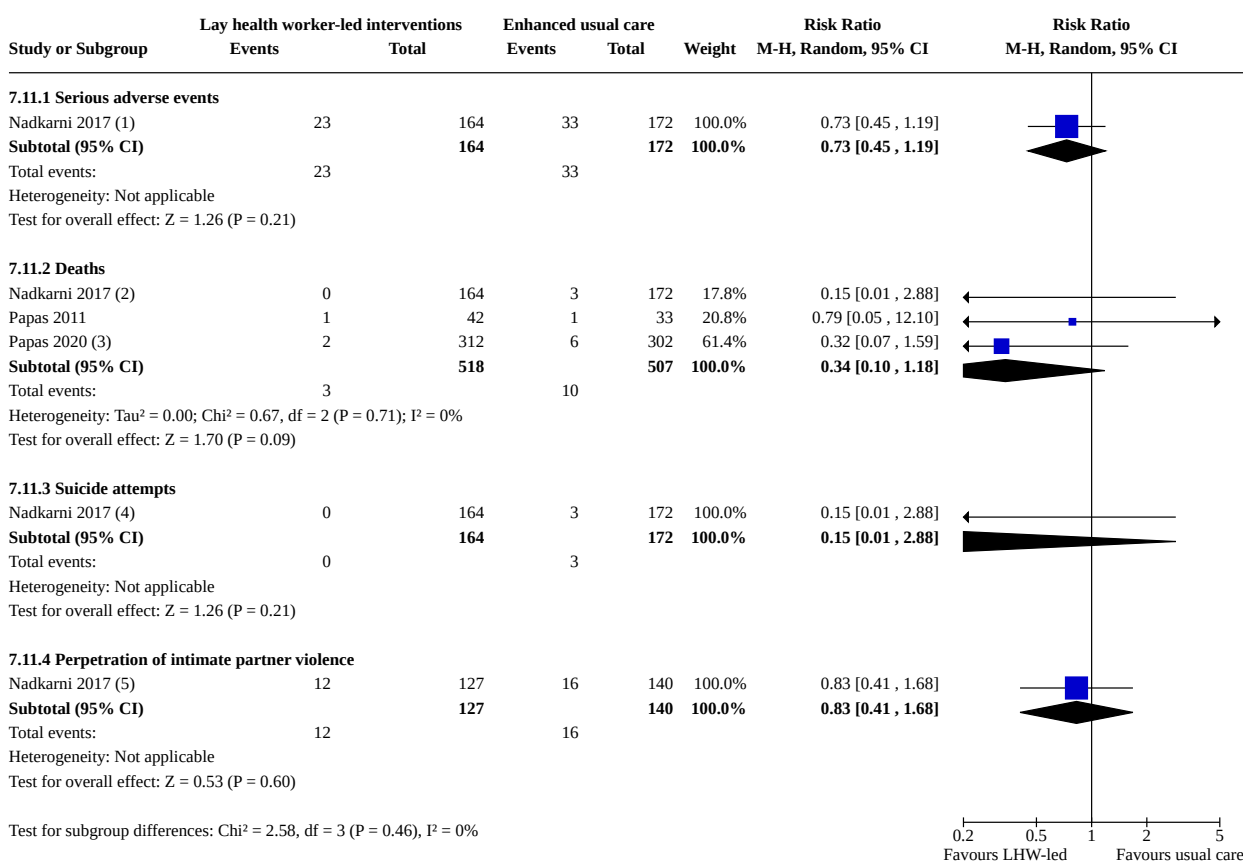 Lay health worker-led interventions Enhanced usual care Risk Ratio Risk Ratio
Study or Subgroup Events Total Events Total Weight M-H, Random, 95% CI M-H, Random, 95% CI
7.11.1 Serious adverse events
Nadkarni 2017 (1) 23 164 33 172 100.0% 0.73 [0.45 , 1.19]
Subtotal (95% CI) 164 172 100.0% 0.73 [0.45 , 1.19]
Total events: 23 33
Heterogeneity: Not applicable
Test for overall effect: Z = 1.26 (P = 0.21)
7.11.2 Deaths
Nadkarni 2017 (2) 0 164 3 172 17.8% 0.15 [0.01 , 2.88]
Papas 2011 1 42 1 33 20.8% 0.79 [0.05 , 12.10]
Papas 2020 (3) 2 312 6 302 61.4% 0.32 [0.07 , 1.59]
Subtotal (95% CI) 518 507 100.0% 0.34 [0.10 , 1.18]
Total events: 3 10
Heterogeneity: Tau² = 0.00; Chi² = 0.67, df = 2 (P = 0.71); I² = 0%
Test for overall effect: Z = 1.70 (P = 0.09)
7.11.3 Suicide attempts
Nadkarni 2017 (4) 0 164 3 172 100.0% 0.15 [0.01 , 2.88]
Subtotal (95% CI) 164 172 100.0% 0.15 [0.01 , 2.88]
Total events: 0 3
Heterogeneity: Not applicable
Test for overall effect: Z = 1.26 (P = 0.21)
7.11.4 Perpetration of intimate partner violence
Nadkarni 2017 (5) 12 127 16 140 100.0% 0.83 [0.41 , 1.68]
Subtotal (95% CI) 127 140 100.0% 0.83 [0.41 , 1.68]
Total events: 12 16
Heterogeneity: Not applicable
Test for overall effect: Z = 0.53 (P = 0.60)
Test for subgroup differences: Chi² = 2.58, df = 3 (P = 0.46), I² = 0%
0.2 0.5 1 2 5
Favours LHW-led Favours usual care